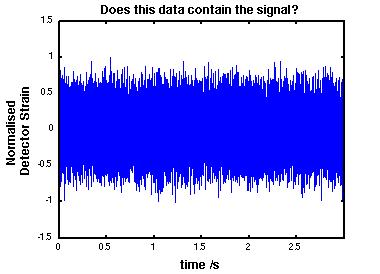 Does this data contain the signal?
1.5
1
0.5
0
-0.5
-1
-1.5
Normalised
Detector Strain
0 0.5 1 1.5 2 2.5
time /s